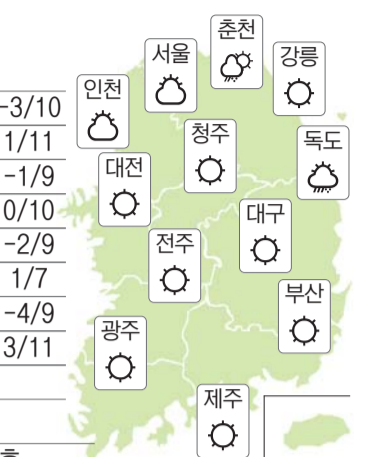 춘천
서울
강릉
인천
-3/10
청주
1/11
독도
대전
-1/9
0/10
대구
전주
-2/9
1/7
부산
-4/9
광주
3/11
제주